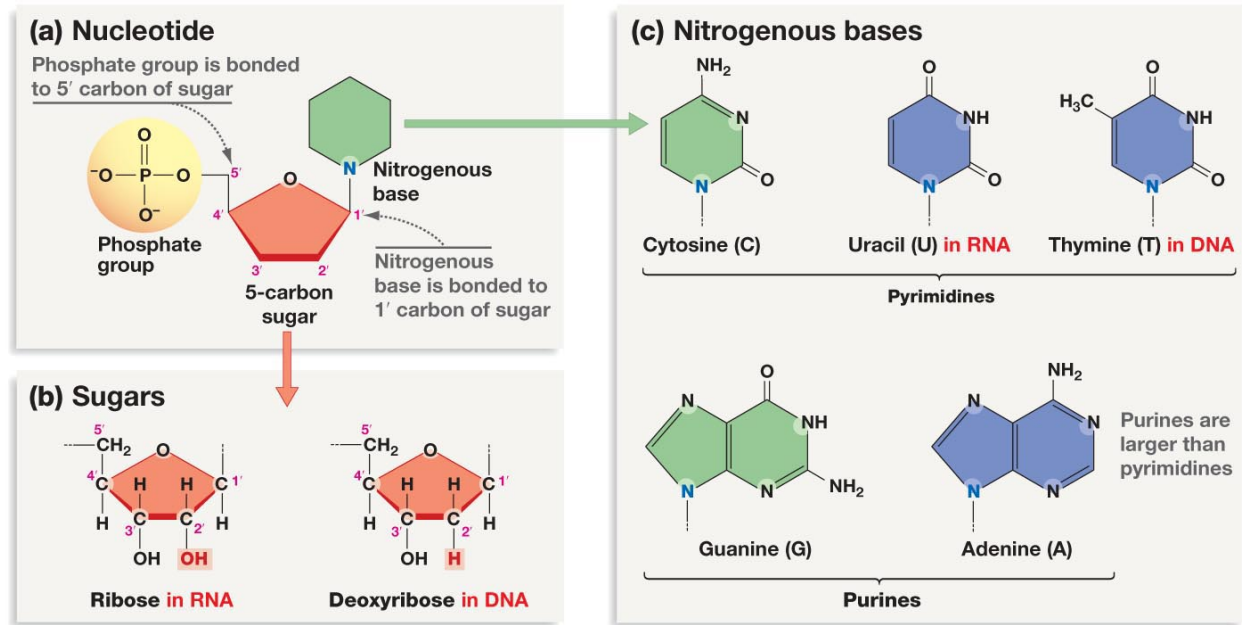 (a) Nucleotide
Phosphate group is bonded
to 5′ carbon of sugar
O
⁻O
P
O
O⁻
5′
Phosphate
group
N
Nitrogenous
base
O
4′
1′
3′
2′
5-carbon
sugar
Nitrogenous
base is bonded to
1′ carbon of sugar
(b) Sugars
5′
CH₂
O
4′
C
H
H
C
1′
H
C
C
H
3′
2′
OH
OH
Ribose in RNA
5′
CH₂
O
4′
C
H
H
C
1′
H
C
C
H
3′
2′
OH
H
Deoxyribose in DNA
(c) Nitrogenous bases
NH₂
N
N
O
Cytosine (C)
O
NH
N
O
Uracil (U) in RNA
O
H₃C
NH
N
O
Thymine (T) in DNA
Pyrimidines
O
N
NH
N
N
NH₂
Guanine (G)
NH₂
N
N
N
N
Adenine (A)
Purines are
larger than
pyrimidines
Purines